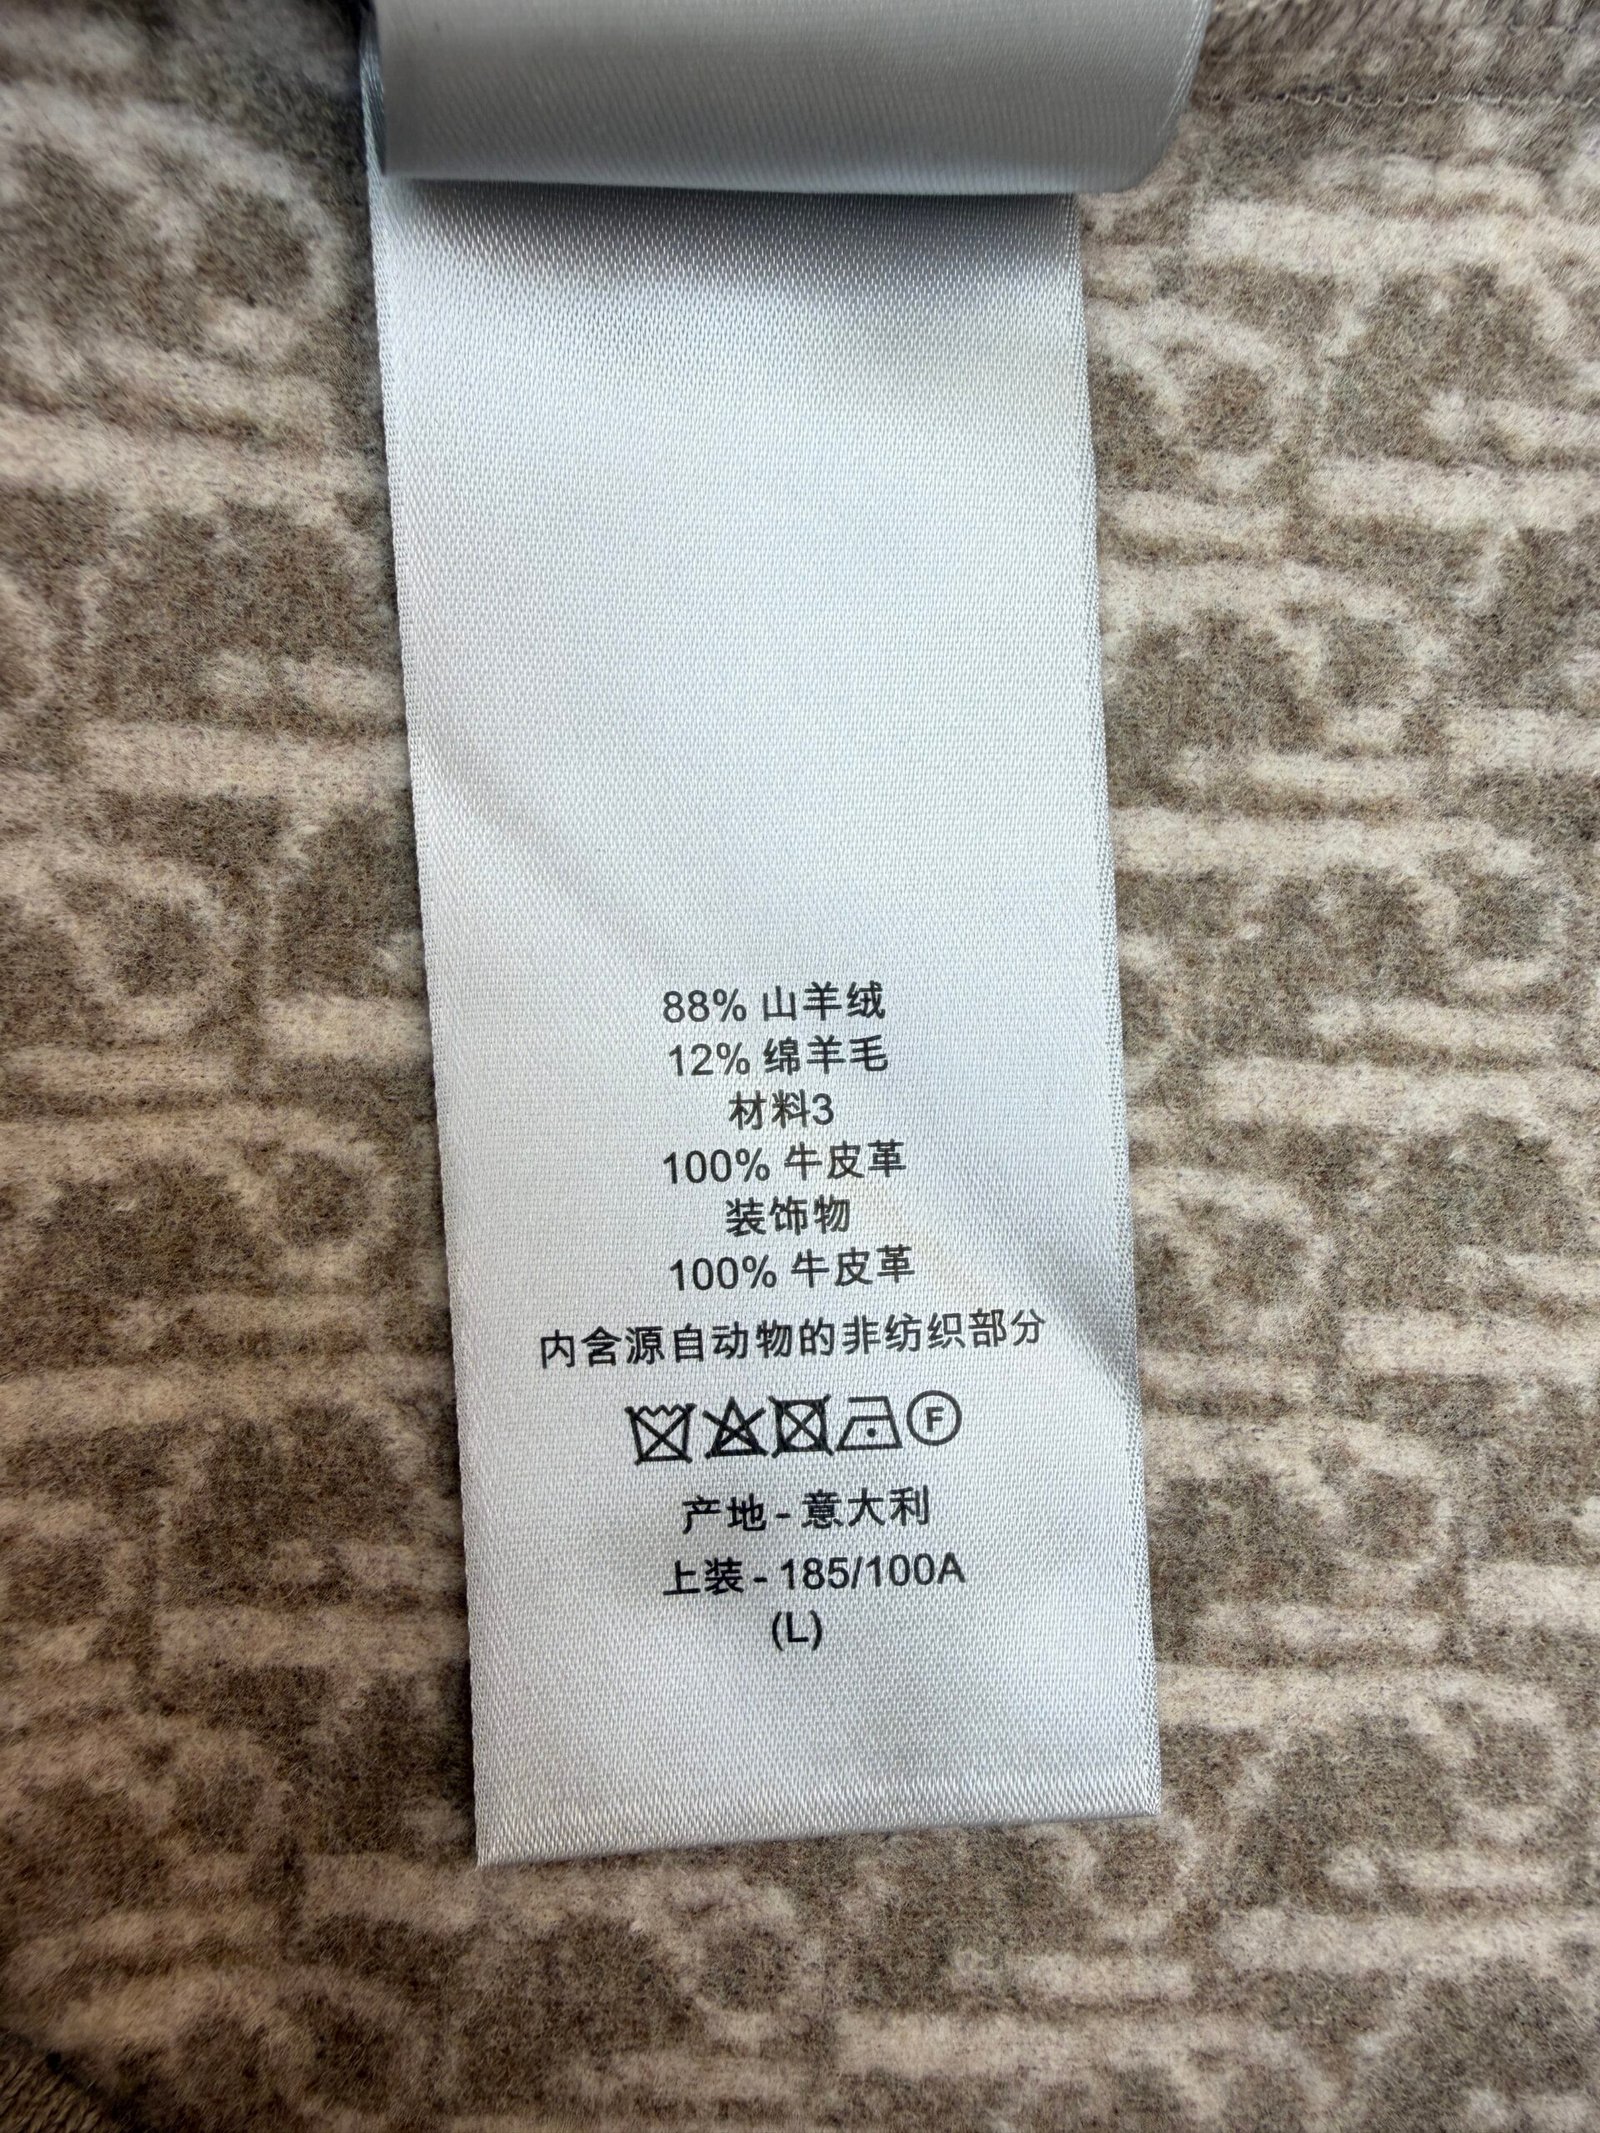 88% 山羊绒
12% 绵羊毛
材料3
100% 牛皮革
装饰物
100% 牛皮革
内含源自动物的非纺织部分
F
产地 - 意大利
上装 - 185/100A
(L)